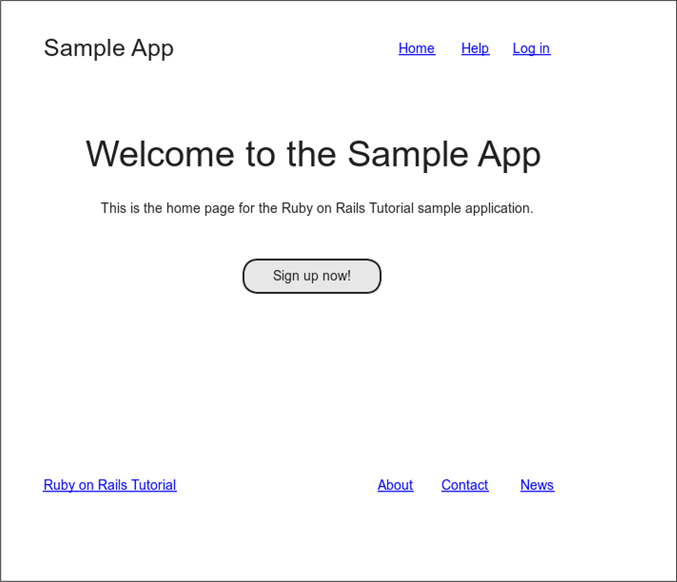 Sample App Home Help Log in
Welcome to the Sample App
This is the home page for the Ruby on Rails Tutorial sample application.
Sign up now!
Ruby on Rails Tutorial About Contact News